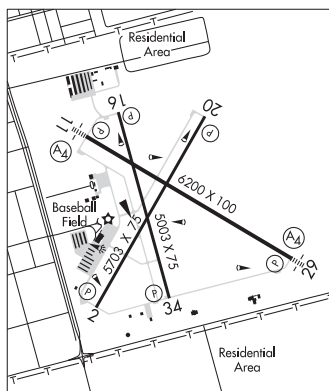 Residential
Area
16
20
11
P
P
P
A4
6200 X 100
Baseball
Field
5703 X 75
5003 X 75
A4
29
P
P
2
34
Residential
Area